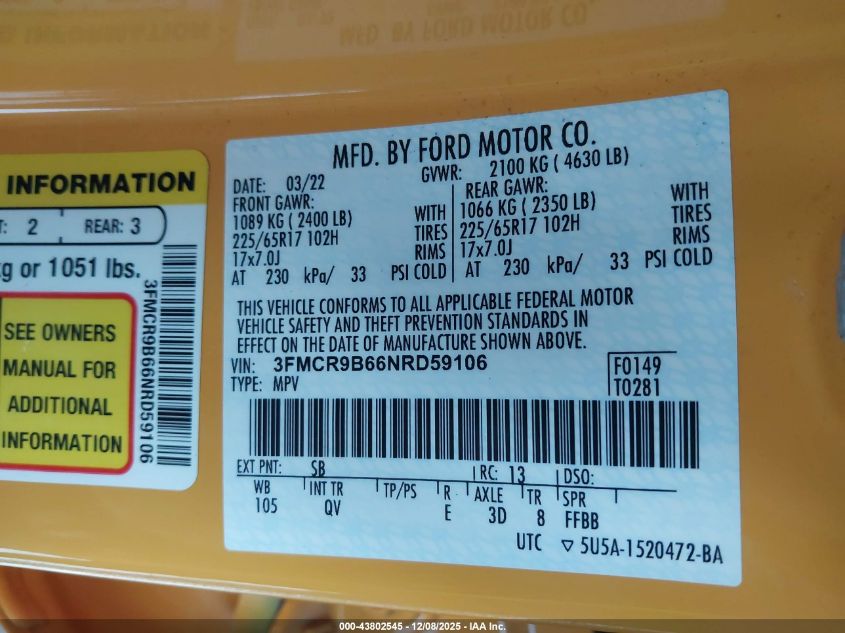 MFD. BY FORD MOTOR CO.
INFORMATION
T: 2 REAR: 3
kg or 1051 lbs.
SEE OWNERS
MANUAL FOR
ADDITIONAL
INFORMATION
3FMCR9B66NRD59106
MFD. BY FORD MOTOR CO.
DATE: 03/22 GVWR: 2100 KG ( 4630 LB)
FRONT GAWR: REAR GAWR:
1089 KG ( 2400 LB) WITH 1066 KG ( 2350 LB) WITH
225/65R17 102H TIRES 225/65R17 102H TIRES
17x7.0J RIMS 17x7.0J RIMS
AT 230 kPa/ 33 PSI COLD AT 230 kPa/ 33 PSI COLD
THIS VEHICLE CONFORMS TO ALL APPLICABLE FEDERAL MOTOR
VEHICLE SAFETY AND THEFT PREVENTION STANDARDS IN
EFFECT ON THE DATE OF MANUFACTURE SHOWN ABOVE.
VIN: 3FMCR9B66NRD59106 F0149
TYPE: MPV T0281
EXT PNT: SB RC: 13 DSO:
WB INT TR TP/PS R AXLE TR SPR
105 QV E 3D 8 FFBB
UTC ▽ 5U5A-1520472-BA
000-43802545 - 12/08/2025 - IAA Inc.